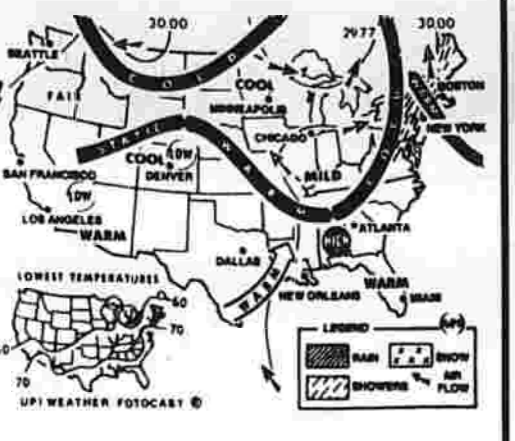 30.00
29.77
30.00
SEATTLE
COLD
FAIR
COOL
MINNEAPOLIS
BOSTON
NEW YORK
STATIC
WARM
COLD
CHICAGO
COOL
LOW
DENVER
MILD
SAN FRANCISCO
LOW
LOS ANGELES
WARM
ATLANTA
HIGH
DALLAS
WARM
NEW ORLEANS
WARM
MIAMI
LOWEST TEMPERATURES
60
70
70
UPI WEATHER FOTOCAST ©
LEGEND
UPI
RAIN
SNOW
SHOWERS
AIR FLOW